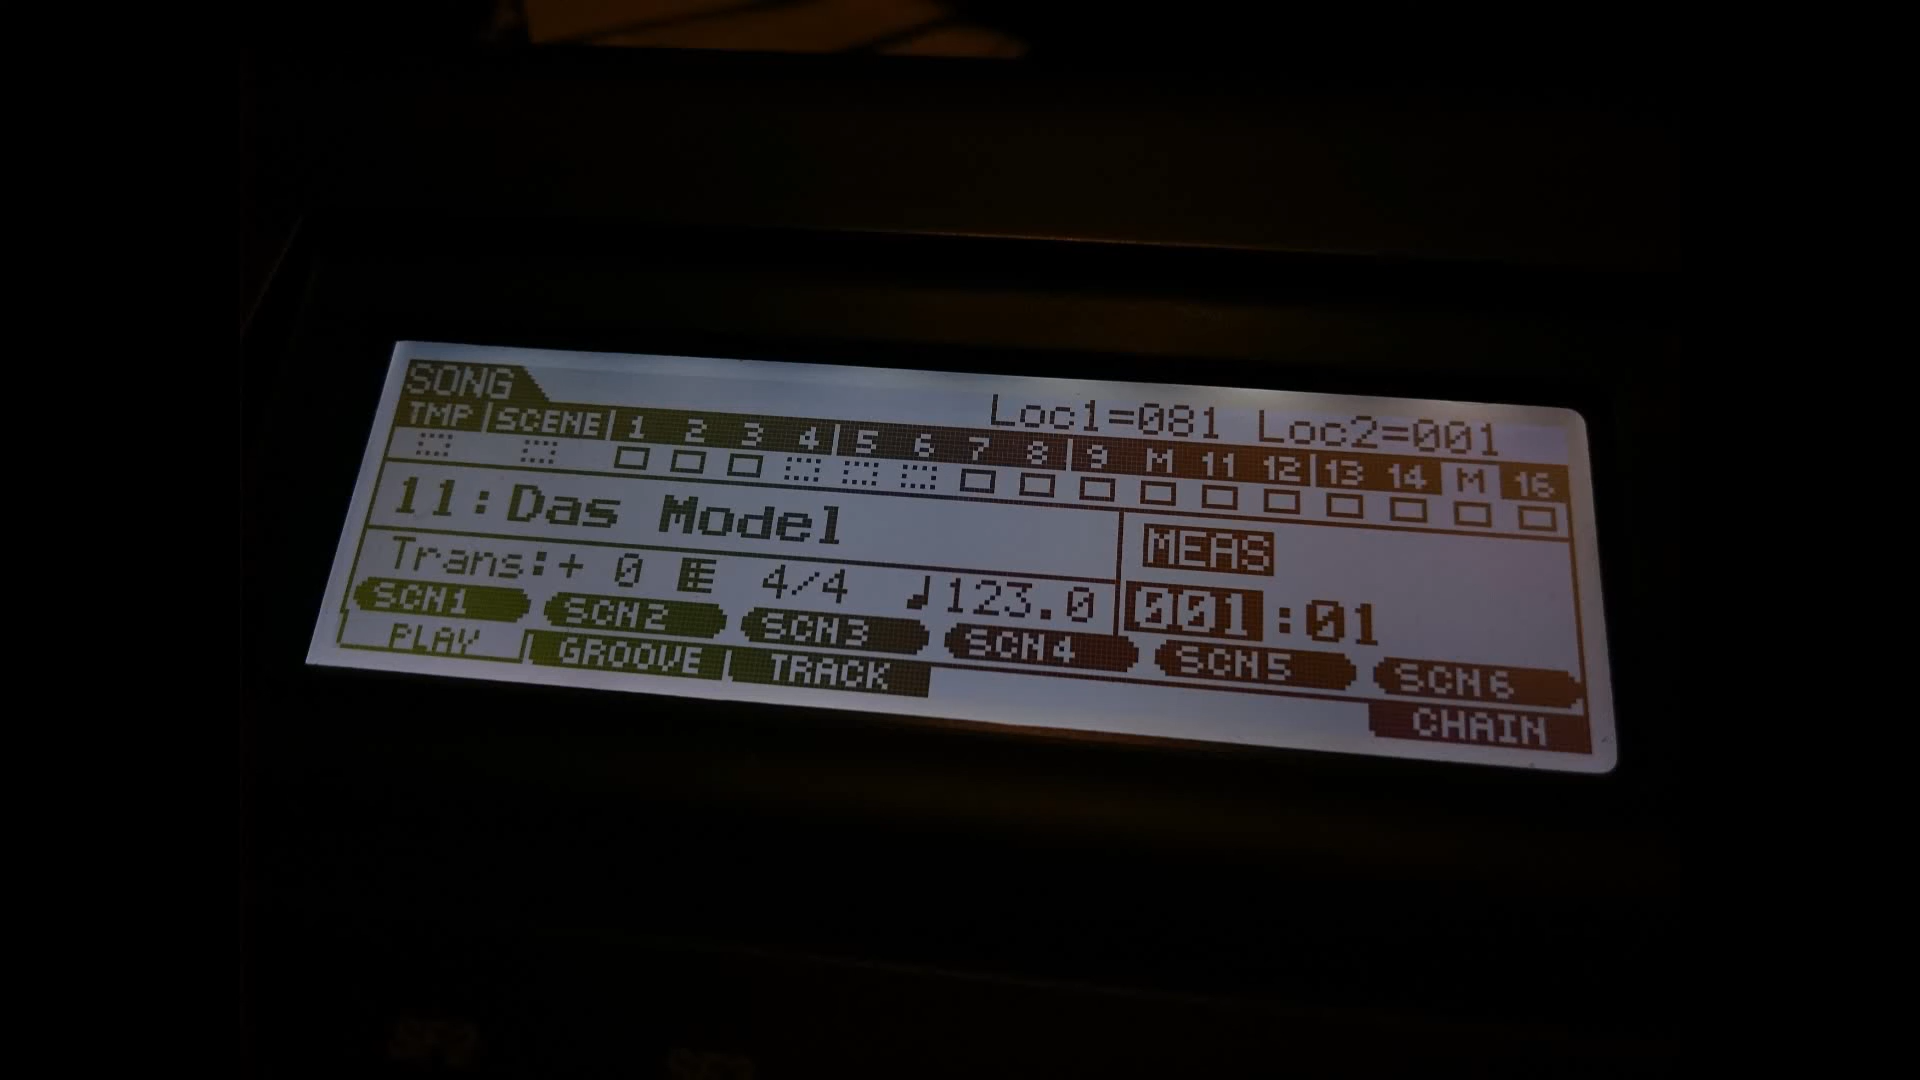 SONG Loc1=081 Loc2=001
TMP SCENE 1 2 3 4 5 6 7 8 9 M 11 12 13 14 M 16
11:Das Model
MEAS
Trans:+ 0 4/4 ♩123.0 001:01
SCN1 SCN2 SCN3 SCN4 SCN5 SCN6
PLAY GROOVE TRACK CHAIN